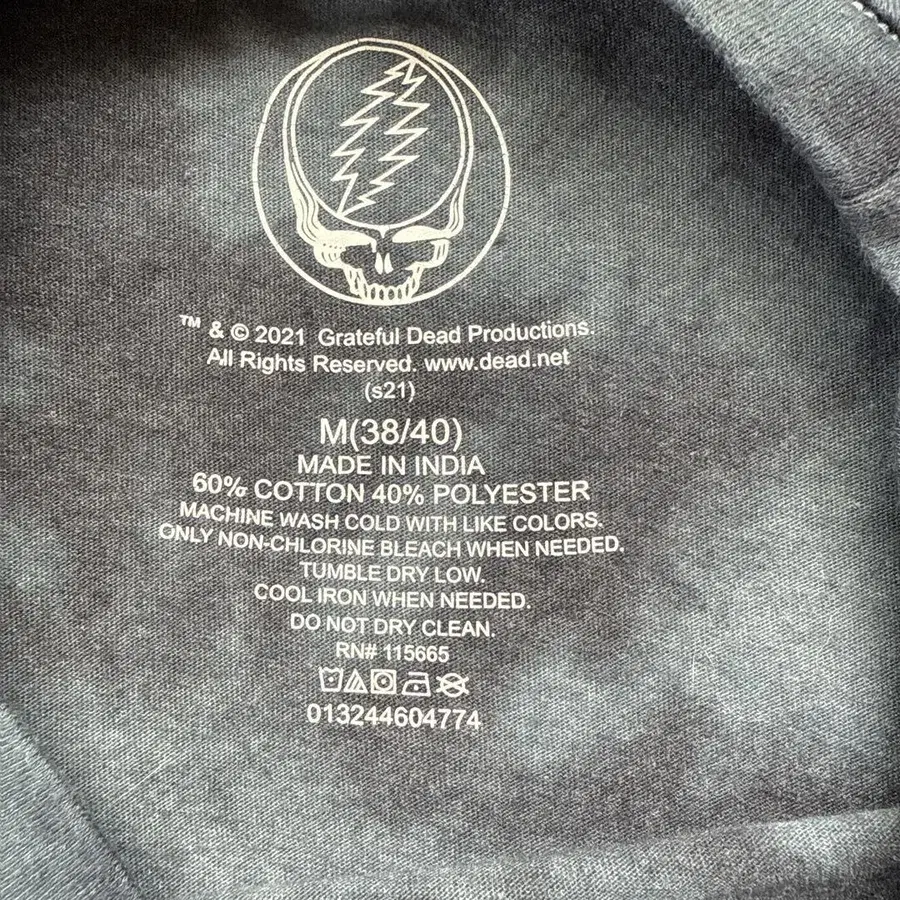 ™ & © 2021 Grateful Dead Productions.
All Rights Reserved. www.dead.net
(s21)
M(38/40)
MADE IN INDIA
60% COTTON 40% POLYESTER
MACHINE WASH COLD WITH LIKE COLORS.
ONLY NON-CHLORINE BLEACH WHEN NEEDED.
TUMBLE DRY LOW.
COOL IRON WHEN NEEDED.
DO NOT DRY CLEAN.
RN# 115665
013244604774